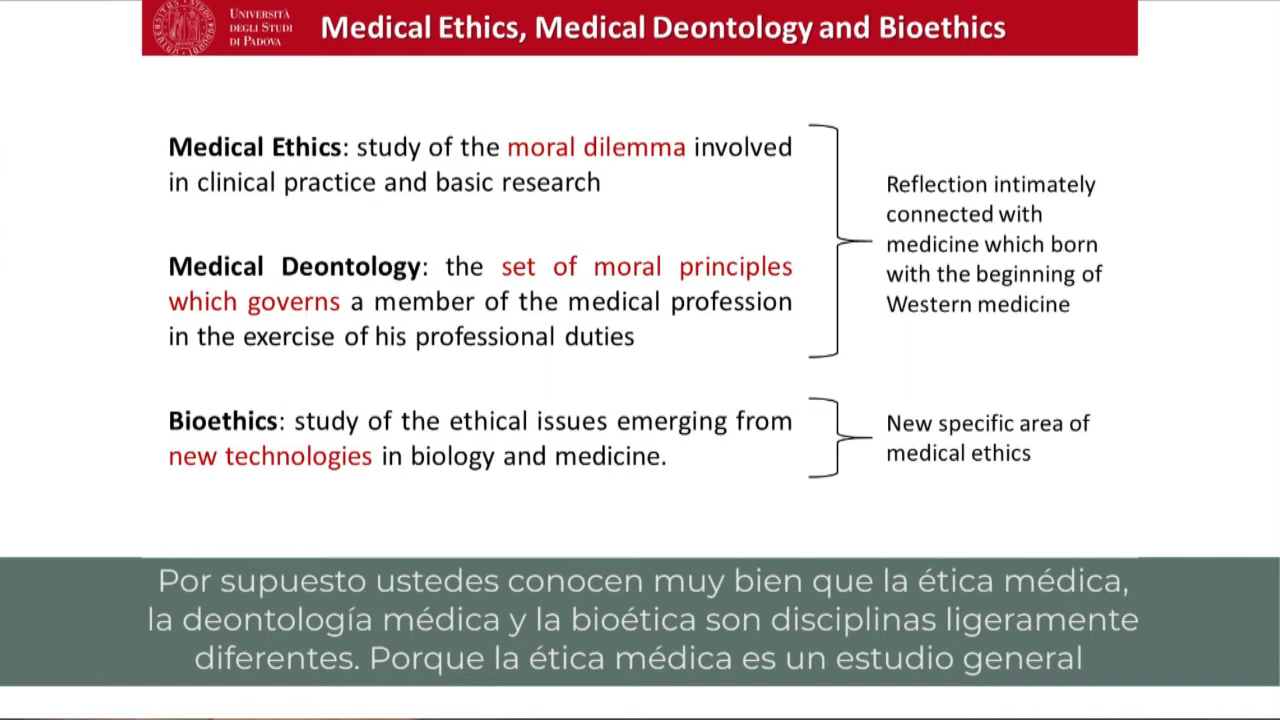 UNIVERSITÀ
DEGLI STUDI
DI PADOVA
Medical Ethics, Medical Deontology and Bioethics
Medical Ethics: study of the moral dilemma involved
in clinical practice and basic research
Medical Deontology: the set of moral principles
which governs a member of the medical profession
in the exercise of his professional duties
Reflection intimately
connected with
medicine which born
with the beginning of
Western medicine
Bioethics: study of the ethical issues emerging from
new technologies in biology and medicine.
New specific area of
medical ethics
Por supuesto ustedes conocen muy bien que la ética médica,
la deontología médica y la bioética son disciplinas ligeramente
diferentes. Porque la ética médica es un estudio general